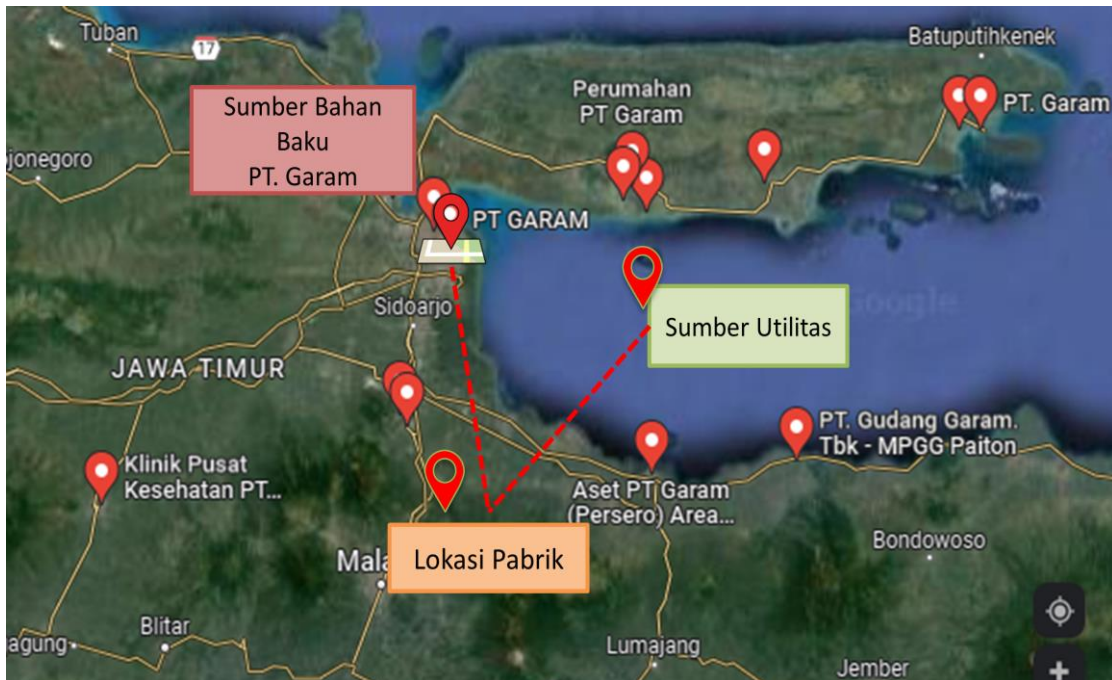 Tuban
17
Batuputihkenek
Sumber Bahan
Baku
PT. Garam
Perumahan
PT Garam
PT. Garam
ojonegoro
PT GARAM
Sidoarjo
Google
Sumber Utilitas
JAWA TIMUR
PT. Gudang Garam.
Tbk - MPGG Paiton
Klinik Pusat
Kesehatan PT...
Aset PT Garam
(Persero) Area...
Bondowoso
Mala
Lokasi Pabrik
Blitar
agung
Lumajang
Jember